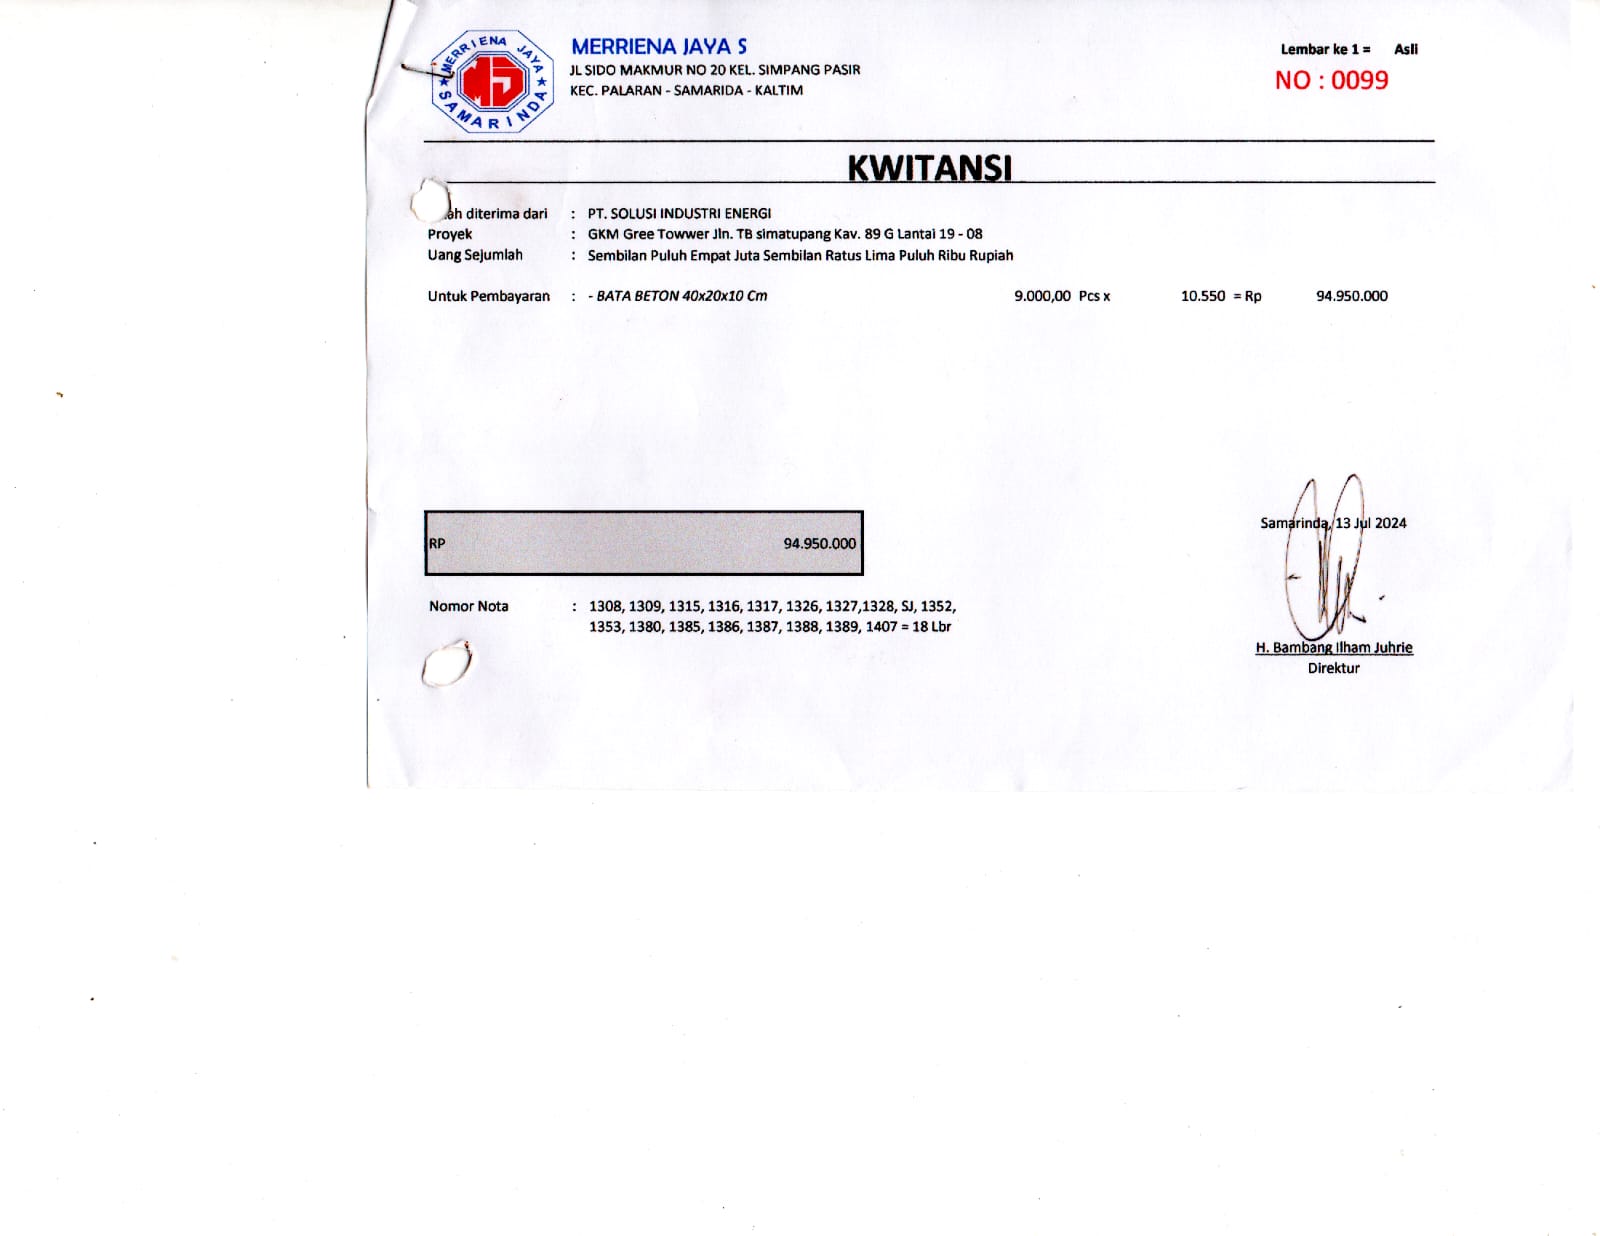 MERRIENA JAYA
SAMARINDA
MJ
MERRIENA JAYA S
JL SIDO MAKMUR NO 20 KEL. SIMPANG PASIR
KEC. PALARAN - SAMARIDA - KALTIM
Lembar ke 1 = Asli
NO : 0099
KWITANSI
ah diterima dari : PT. SOLUSI INDUSTRI ENERGI
Proyek : GKM Gree Towwer Jln. TB simatupang Kav. 89 G Lantai 19 - 08
Uang Sejumlah : Sembilan Puluh Empat Juta Sembilan Ratus Lima Puluh Ribu Rupiah
Untuk Pembayaran : - BATA BETON 40x20x10 Cm 9.000,00 Pcs x 10.550 = Rp 94.950.000
Samarinda, 13 Jul 2024
RP 94.950.000
Nomor Nota : 1308, 1309, 1315, 1316, 1317, 1326, 1327,1328, SJ, 1352,
1353, 1380, 1385, 1386, 1387, 1388, 1389, 1407 = 18 Lbr
H. Bambang Ilham Juhrie
Direktur